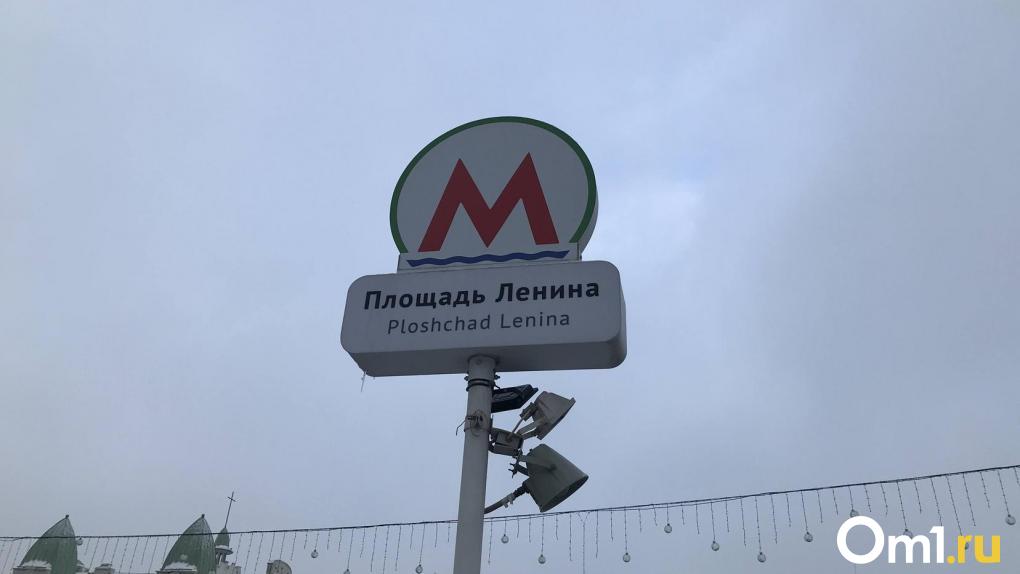 М
Площадь Ленина
Ploshchad Lenina
Om1.ru